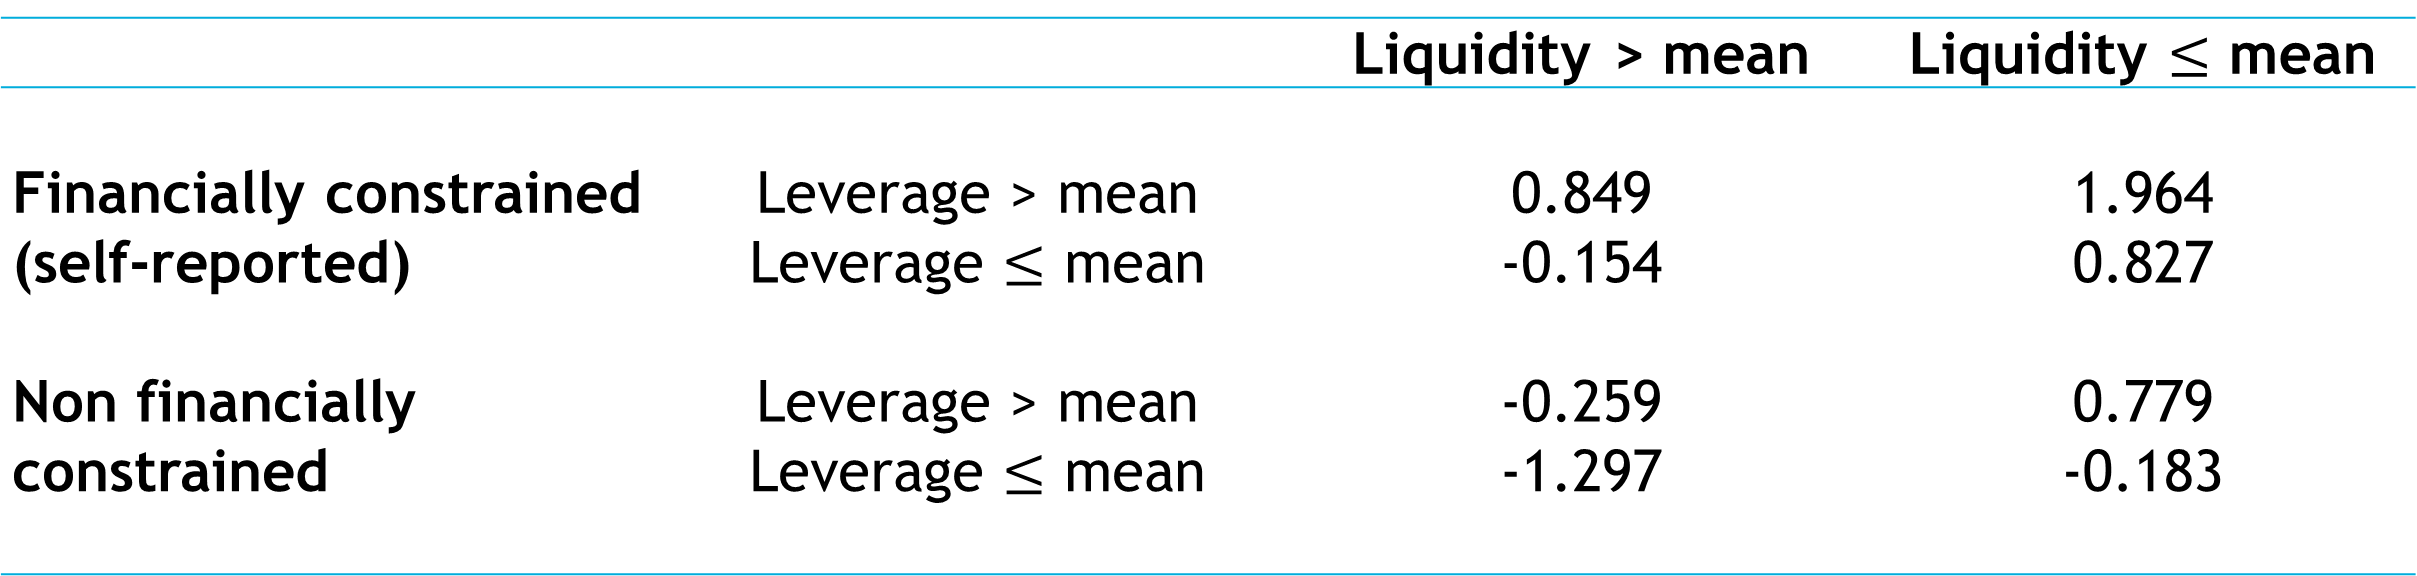 Liquidity > mean Liquidity ≤ mean
Financially constrained Leverage > mean 0.849 1.964
(self-reported) Leverage ≤ mean -0.154 0.827
Non financially Leverage > mean -0.259 0.779
constrained Leverage ≤ mean -1.297 -0.183